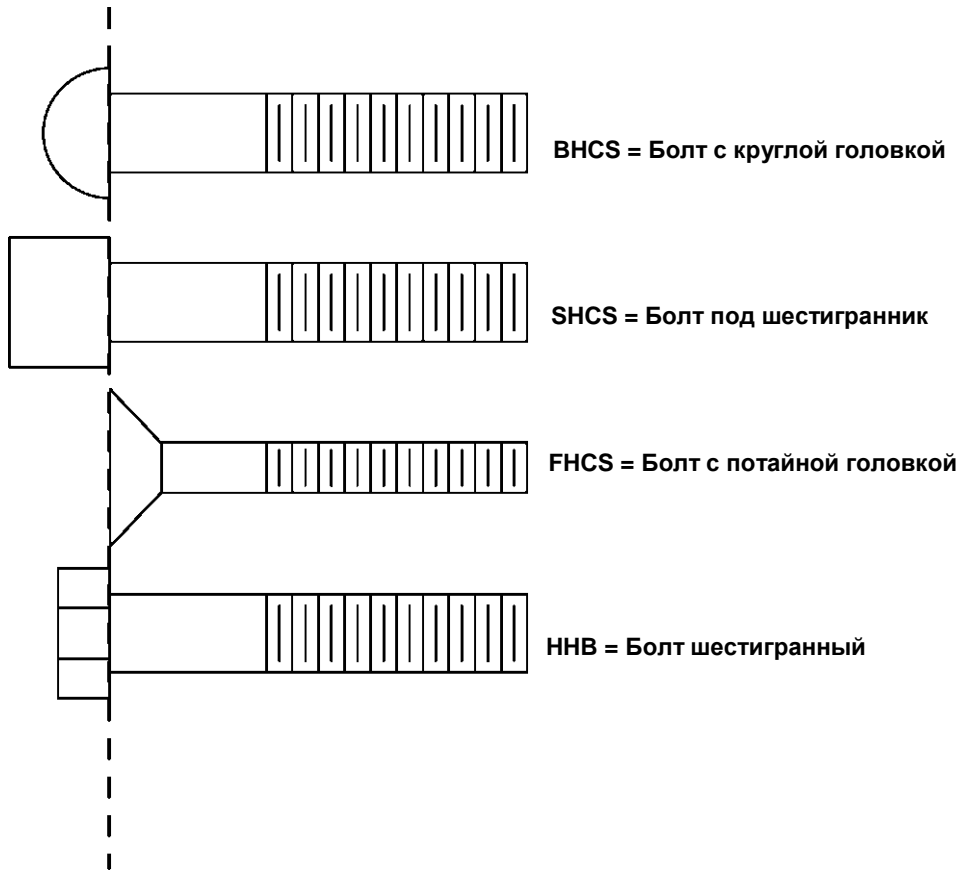 BHCS = Болт с круглой головкой
SHCS = Болт под шестигранник
FHCS = Болт с потайной головкой
HHB = Болт шестигранный